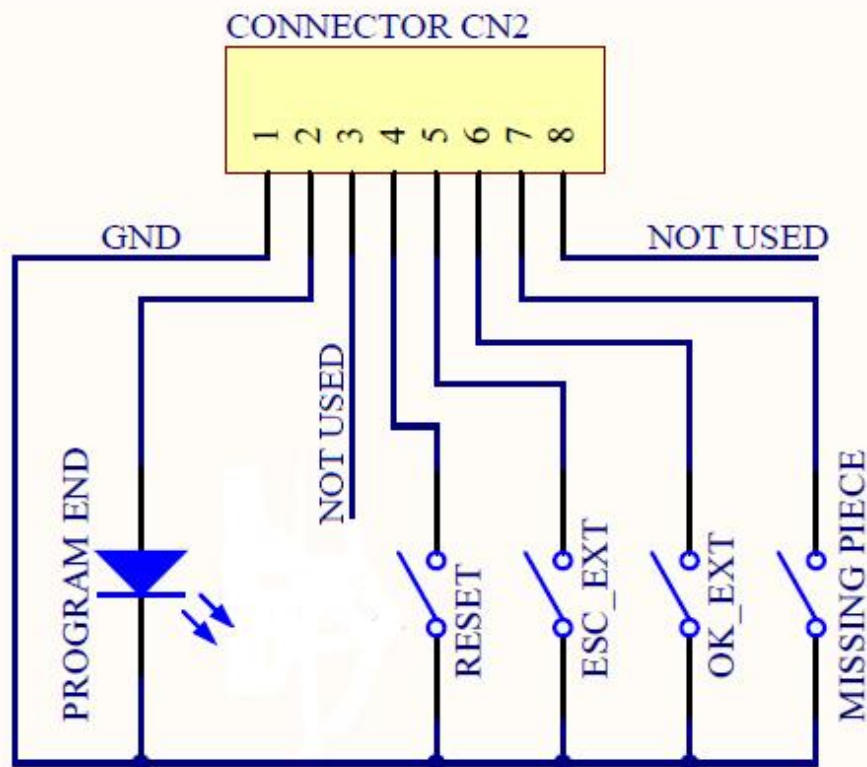 CONNECTOR CN2
1 2 3 4 5 6 7 8
GND
NOT USED
NOT USED
PROGRAM END
RESET
ESC_EXT
OK_EXT
MISSING PIECE